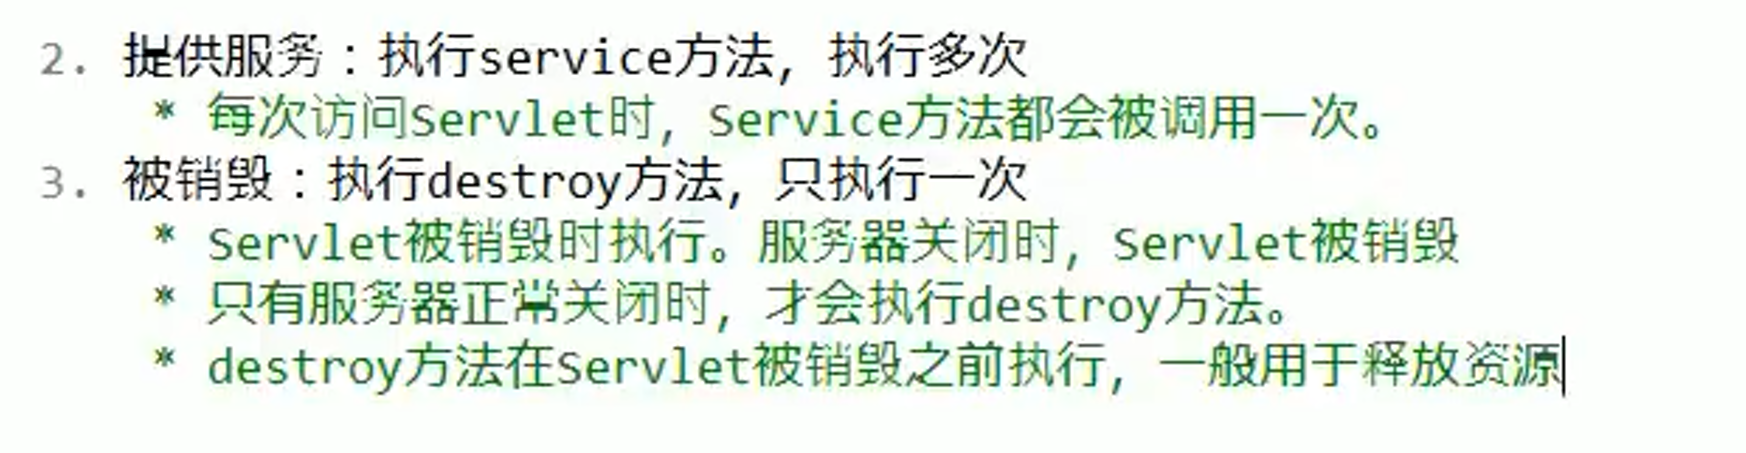 2. 提供服务：执行service方法，执行多次
* 每次访问Servlet时，Service方法都会被调用一次。
3. 被销毁：执行destroy方法，只执行一次
* Servlet被销毁时执行。服务器关闭时，Servlet被销毁
* 只有服务器正常关闭时，才会执行destroy方法。
* destroy方法在Servlet被销毁之前执行，一般用于释放资源